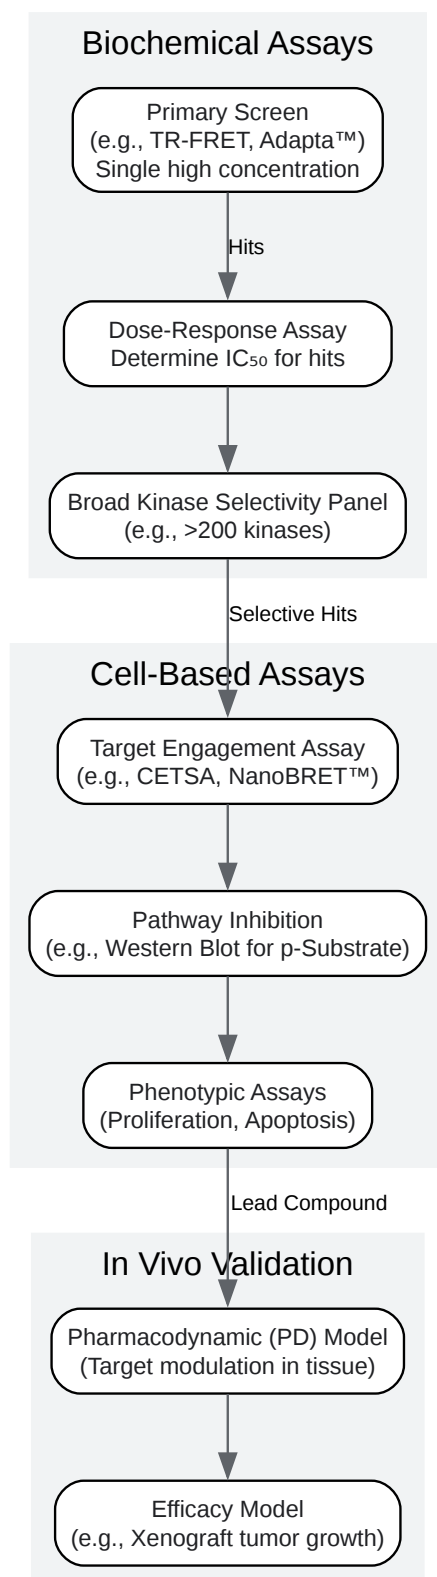 Biochemical Assays
Primary Screen
(e.g., TR-FRET, Adapta™)
Single high concentration
Hits
Dose-Response Assay
Determine IC₅₀ for hits
Broad Kinase Selectivity Panel
(e.g., >200 kinases)
Selective Hits
Cell-Based Assays
Target Engagement Assay
(e.g., CETSA, NanoBRET™)
Pathway Inhibition
(e.g., Western Blot for p-Substrate)
Phenotypic Assays
(Proliferation, Apoptosis)
Lead Compound
In Vivo Validation
Pharmacodynamic (PD) Model
(Target modulation in tissue)
Efficacy Model
(e.g., Xenograft tumor growth)